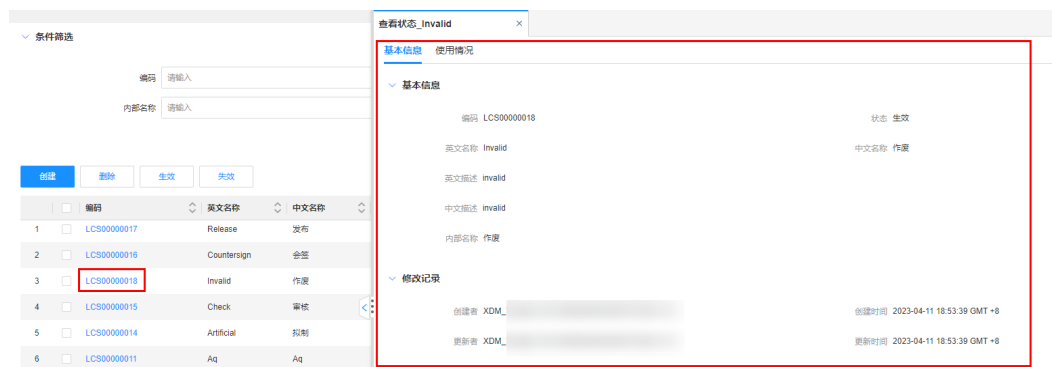 条件筛选
编码 请输入
内部名称 请输入
创建 删除 生效 失效
编码 英文名称 中文名称
1 LCS00000017 Release 发布
2 LCS00000016 Countersign 会签
3 LCS00000018 Invalid 作废
4 LCS00000015 Check 审核
5 LCS00000014 Artificial 拟制
6 LCS00000011 Aq Aq
查看状态_Invalid ×
基本信息 使用情况
基本信息
编码 LCS00000018 状态 生效
英文名称 Invalid 中文名称 作废
英文描述 invalid
中文描述 invalid
内部名称 作废
修改记录
创建者 XDM_ 创建时间 2023-04-11 18:53:39 GMT +8
更新者 XDM_ 更新时间 2023-04-11 18:53:39 GMT +8